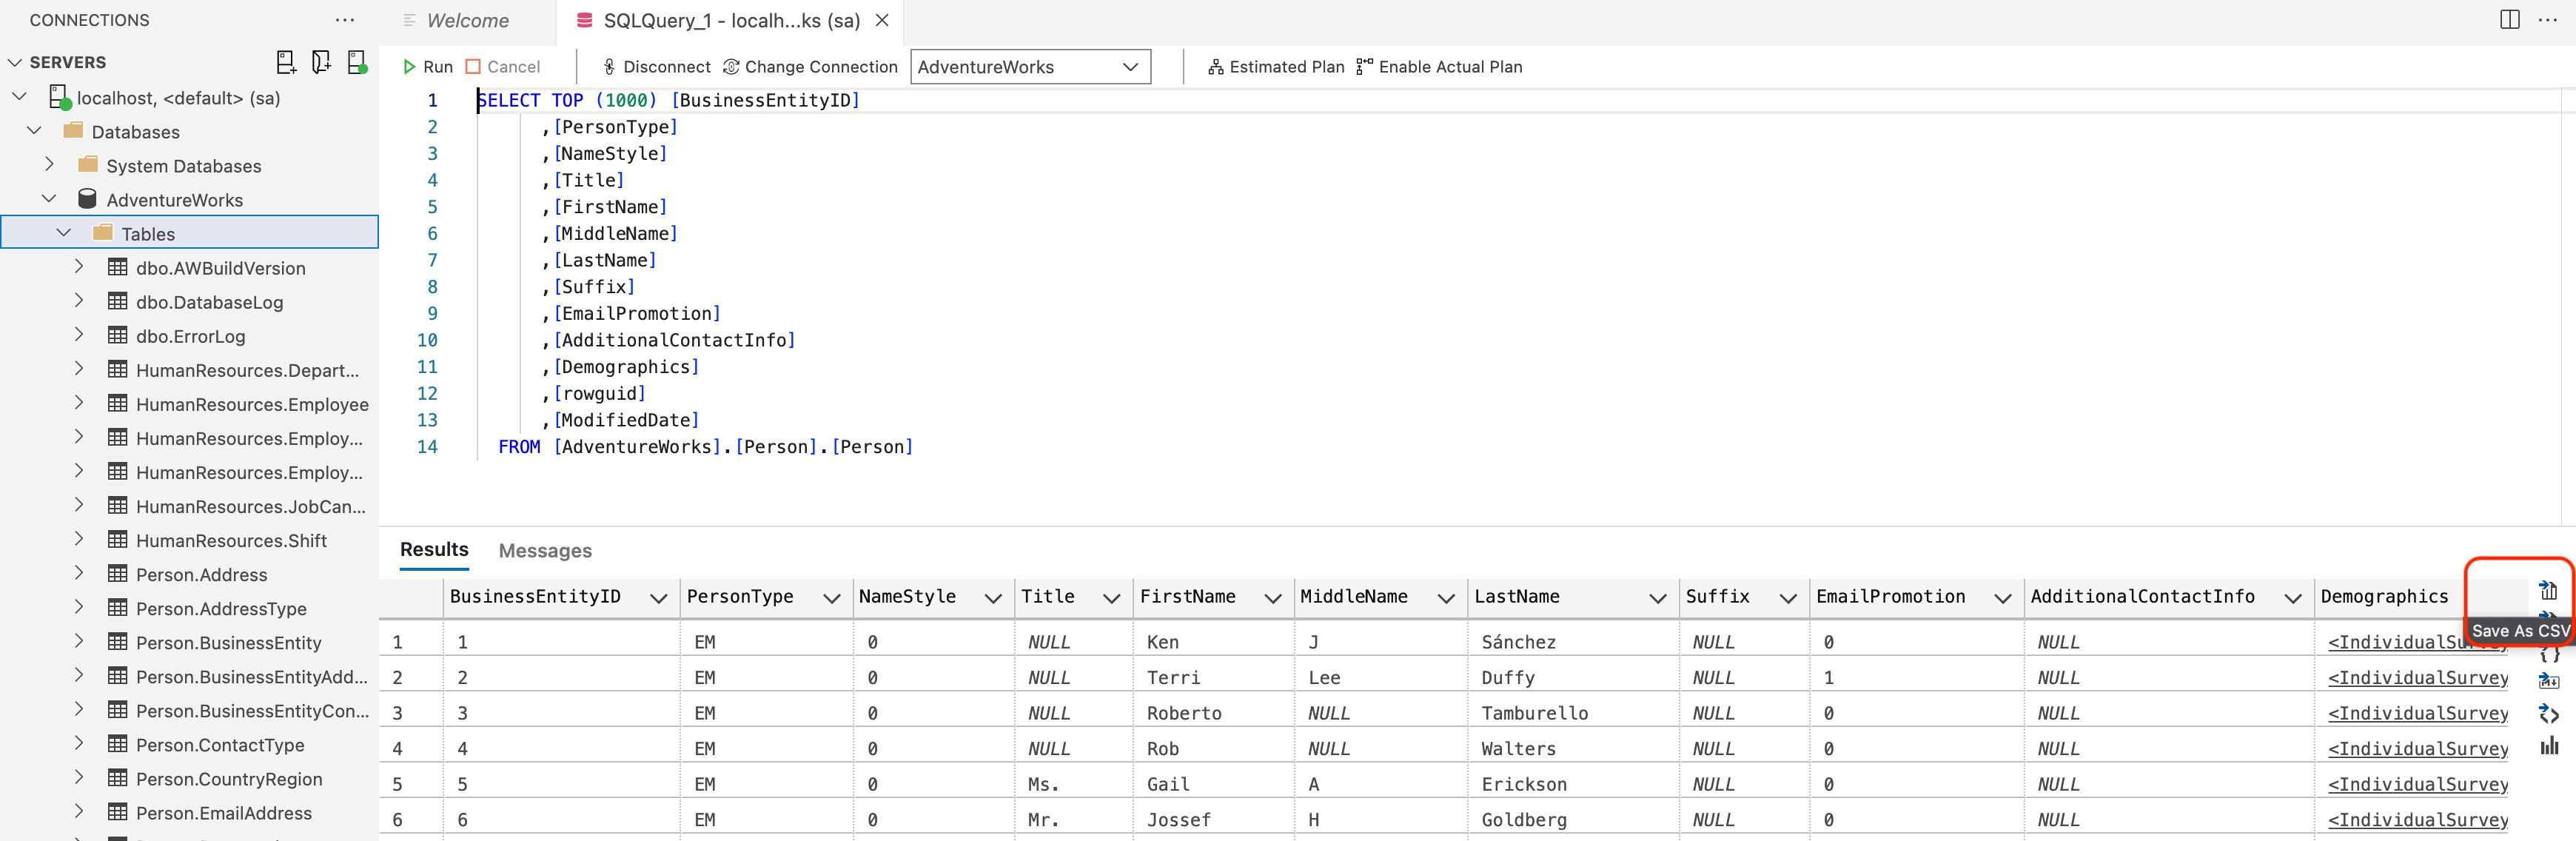 CONNECTIONS
SERVERS
localhost, <default> (sa)
Databases
System Databases
AdventureWorks
Tables
dbo.AWBuildVersion
dbo.DatabaseLog
dbo.ErrorLog
HumanResources.Depart...
HumanResources.Employee
HumanResources.Employ...
HumanResources.Employ...
HumanResources.JobCan...
HumanResources.Shift
Person.Address
Person.AddressType
Person.BusinessEntity
Person.BusinessEntityAdd...
Person.BusinessEntityCon...
Person.ContactType
Person.CountryRegion
Person.EmailAddress
Welcome SQLQuery_1 - localh...ks (sa)
Run Cancel Disconnect Change Connection AdventureWorks Estimated Plan Enable Actual Plan
1 SELECT TOP (1000) [BusinessEntityID]
2 ,[PersonType]
3 ,[NameStyle]
4 ,[Title]
5 ,[FirstName]
6 ,[MiddleName]
7 ,[LastName]
8 ,[Suffix]
9 ,[EmailPromotion]
10 ,[AdditionalContactInfo]
11 ,[Demographics]
12 ,[rowguid]
13 ,[ModifiedDate]
14 FROM [AdventureWorks].[Person].[Person]
Results Messages
BusinessEntityID PersonType NameStyle Title FirstName MiddleName LastName Suffix EmailPromotion AdditionalContactInfo Demographics
Save As CSV
1 1 EM 0 NULL Ken J Sánchez NULL 0 NULL
2 2 EM 0 NULL Terri Lee Duffy NULL 1 NULL <IndividualSurvey
3 3 EM 0 NULL Roberto NULL Tamburello NULL 0 NULL <IndividualSurvey
4 4 EM 0 NULL Rob NULL Walters NULL 0 NULL <IndividualSurvey
5 5 EM 0 Ms. Gail A Erickson NULL 0 NULL <IndividualSurvey
6 6 EM 0 Mr. Jossef H Goldberg NULL 0 NULL <IndividualSurvey